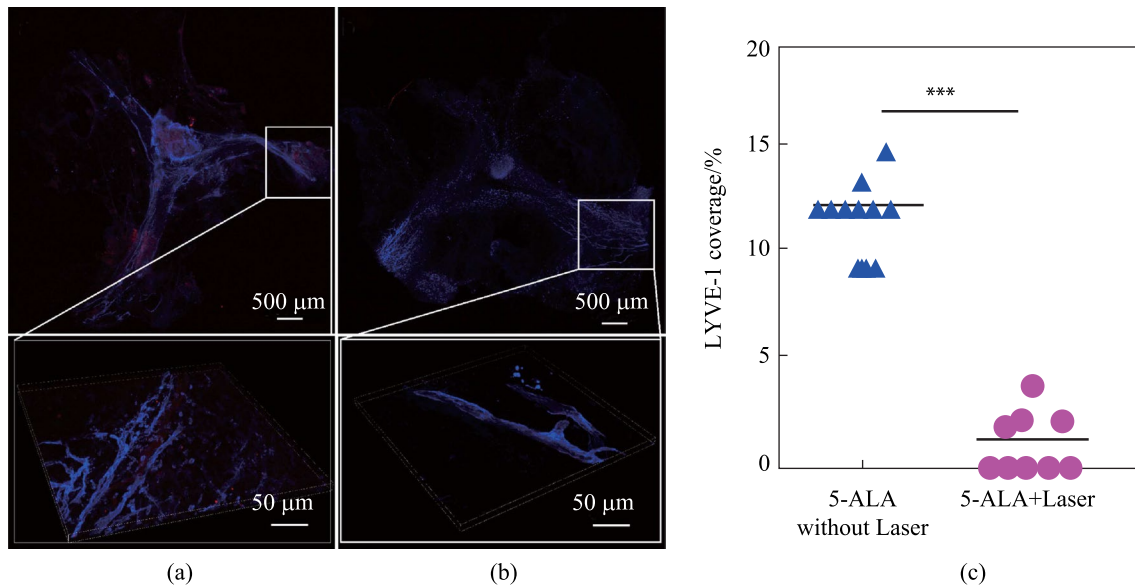 500 µm
500 µm
50 µm
50 µm
(a)
(b)
20
15
10
5
0
LYVE-1 coverage/%
***
5-ALA
without Laser
5-ALA+Laser
(c)